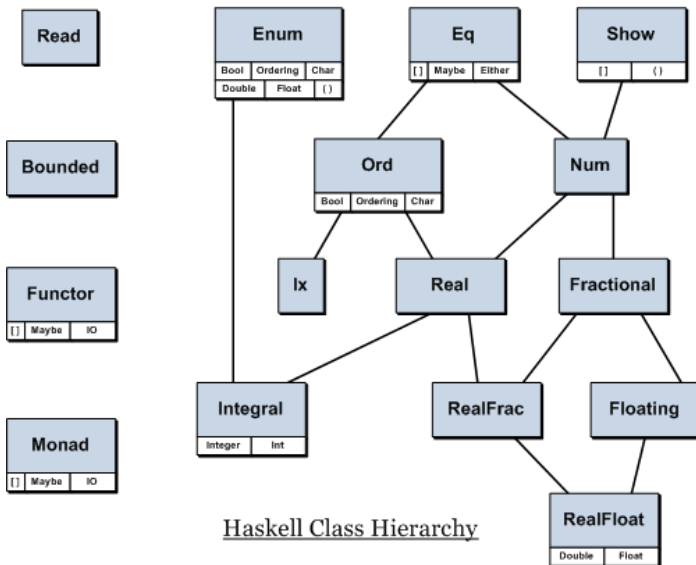 Read
Enum
Bool Ordering Char
Double Float ( )
Eq
[ ] Maybe Either
Show
[ ] ( )
Bounded
Ord
Bool Ordering Char
Num
Functor
[ ] Maybe IO
Ix
Real
Fractional
Integral
Integer Int
RealFrac
Floating
Monad
[ ] Maybe IO
RealFloat
Double Float
Haskell Class Hierarchy